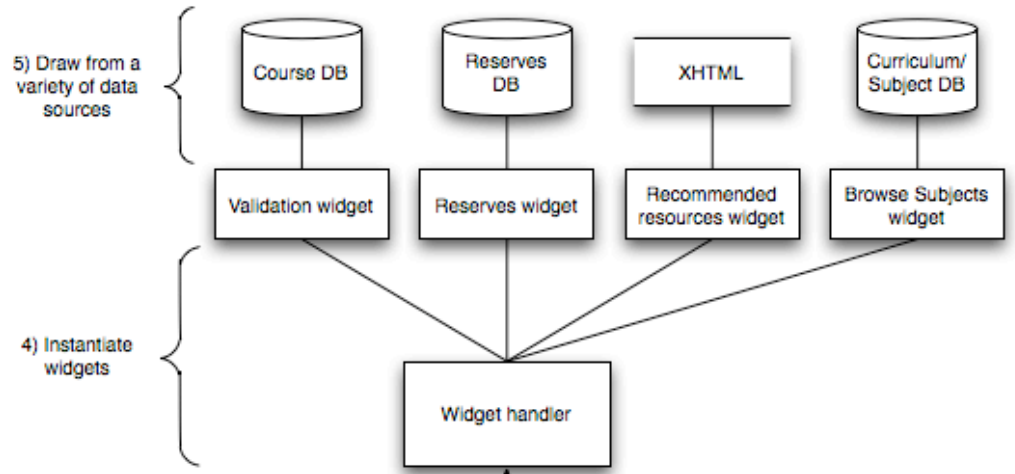 5) Draw from a
variety of data
sources
Course DB
Reserves
DB
XHTML
Curriculum/
Subject DB
Validation widget
Reserves widget
Recommended
resources widget
Browse Subjects
widget
4) Instantiate
widgets
Widget handler